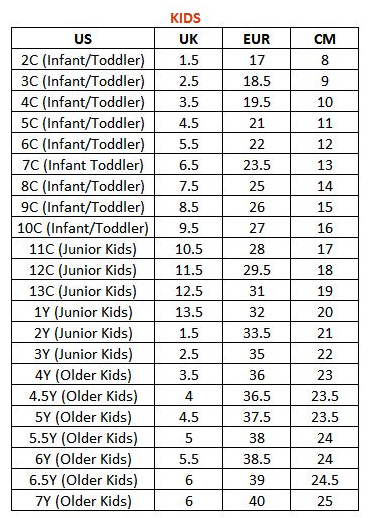 KIDS
US UK EUR CM
2C (Infant/Toddler) 1.5 17 8
3C (Infant/Toddler) 2.5 18.5 9
4C (Infant/Toddler) 3.5 19.5 10
5C (Infant/Toddler) 4.5 21 11
6C (Infant/Toddler) 5.5 22 12
7C (Infant Toddler) 6.5 23.5 13
8C (Infant/Toddler) 7.5 25 14
9C (Infant/Toddler) 8.5 26 15
10C (Infant/Toddler) 9.5 27 16
11C (Junior Kids) 10.5 28 17
12C (Junior Kids) 11.5 29.5 18
13C (Junior Kids) 12.5 31 19
1Y (Junior Kids) 13.5 32 20
2Y (Junior Kids) 1.5 33.5 21
3Y (Junior Kids) 2.5 35 22
4Y (Older Kids) 3.5 36 23
4.5Y (Older Kids) 4 36.5 23.5
5Y (Older Kids) 4.5 37.5 23.5
5.5Y (Older Kids) 5 38 24
6Y (Older Kids) 5.5 38.5 24
6.5Y (Older Kids) 6 39 24.5
7Y (Older Kids) 6 40 25